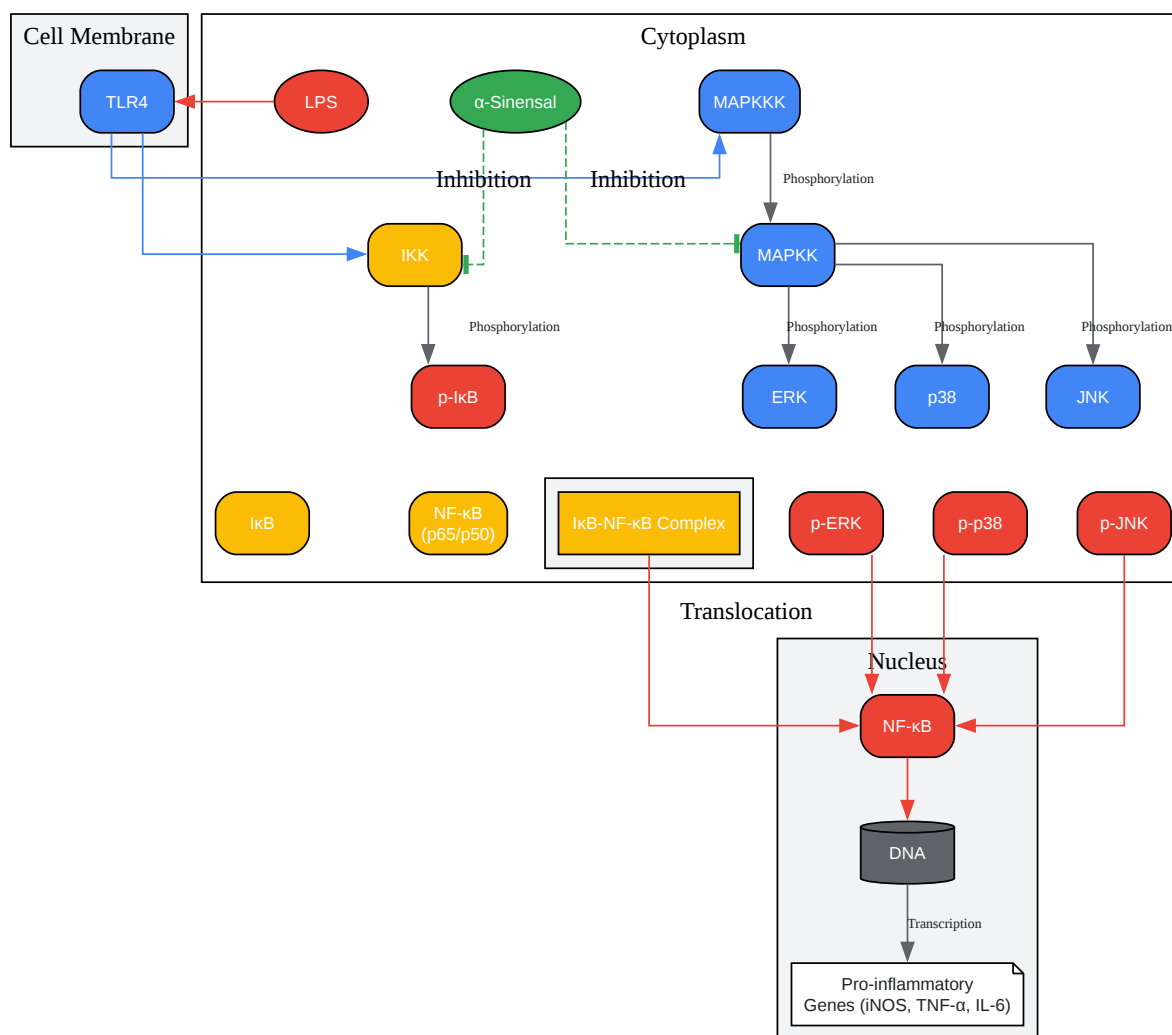 Cell Membrane
Cytoplasm
TLR4
LPS
α-Sinensal
MAPKKK
Inhibition
Inhibition
Phosphorylation
IKK
MAPKK
Phosphorylation
Phosphorylation
Phosphorylation
Phosphorylation
p-IκB
ERK
p38
JNK
IκB
NF-κB
(p65/p50)
IκB-NF-κB Complex
p-ERK
p-p38
p-JNK
Translocation
Nucleus
NF-κB
DNA
Transcription
Pro-inflammatory
Genes (iNOS, TNF-α, IL-6)